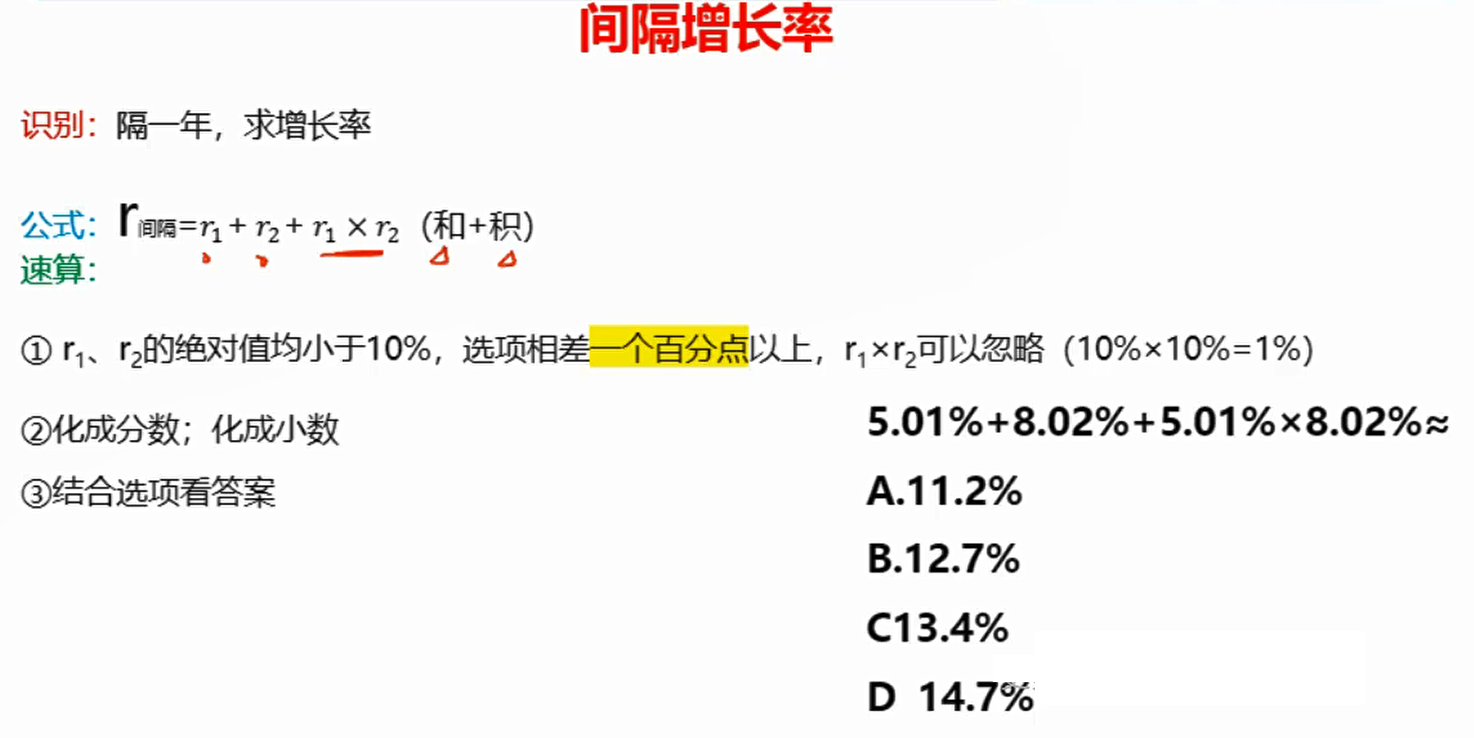 间隔增长率
识别：隔一年，求增长率
公式：r间隔=r₁+r₂+r₁×r₂（和+积）
速算：
① r₁、r₂的绝对值均小于10%，选项相差一个百分点以上，r₁×r₂可以忽略（10%×10%=1%）
②化成分数；化成小数
③结合选项看答案
5.01%+8.02%+5.01%×8.02%≈
A.11.2%
B.12.7%
C13.4%
D 14.7%